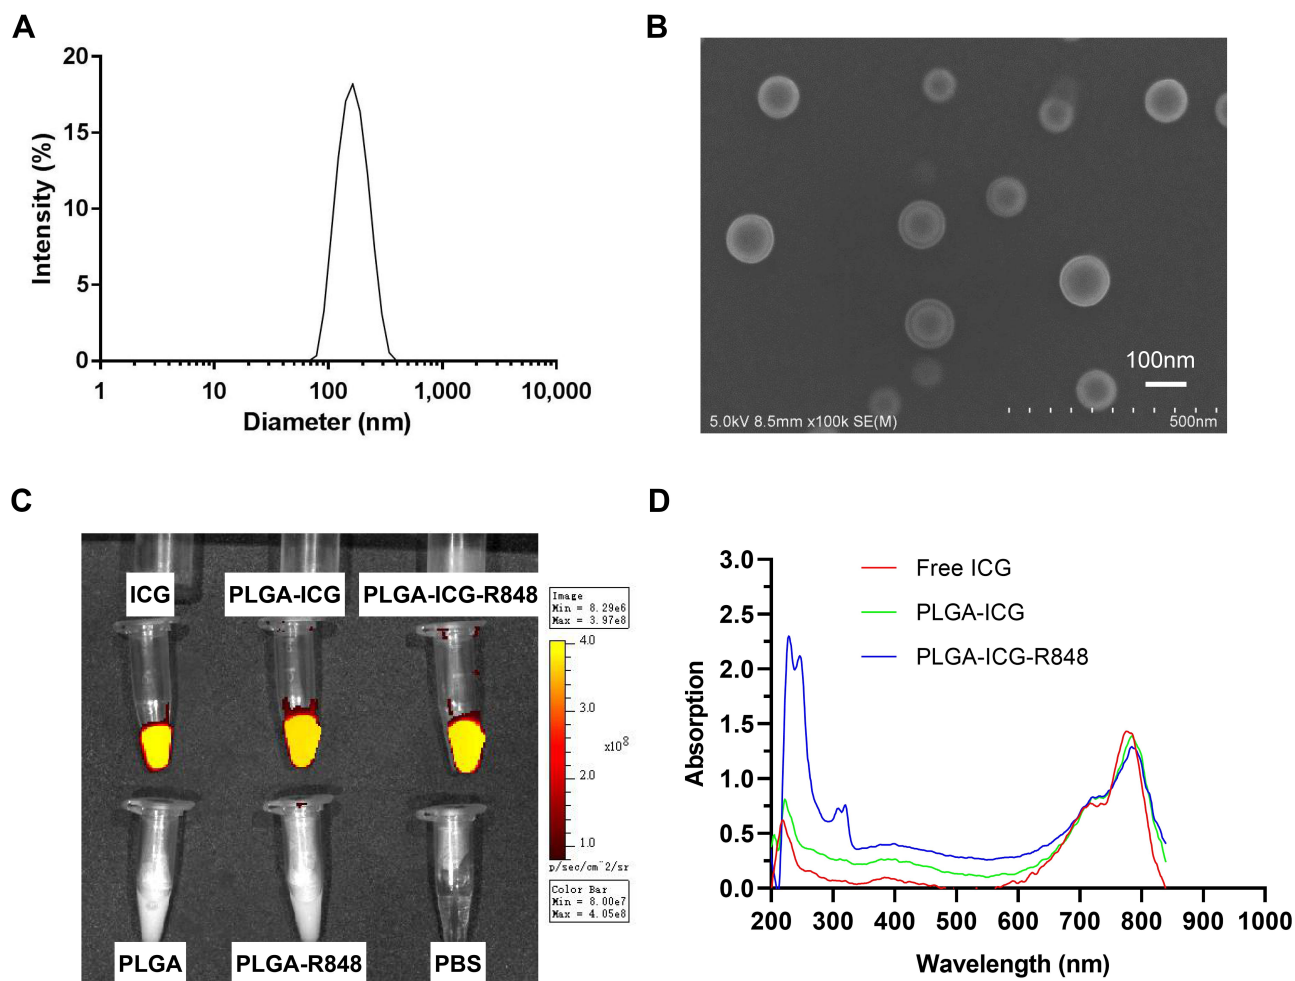 A
20
15
10
5
0
Intensity (%)
1
10
100
1,000
10,000
Diameter (nm)
B
100nm
5.0kV 8.5mm x100k SE(M)
500nm
C
ICG
PLGA-ICG
PLGA-ICG-R848
PLGA
PLGA-R848
PBS
Image
Min = 8.29e6
Max = 3.97e8
4.0
3.0
x10⁸
2.0
1.0
p/sec/cm^2/sr
Color Bar
Min = 8.00e7
Max = 4.05e8
D
3.0
2.5
2.0
1.5
1.0
0.5
0.0
Absorption
Free ICG
PLGA-ICG
PLGA-ICG-R848
200 300 400 500 600 700 800 900 1000
Wavelength (nm)